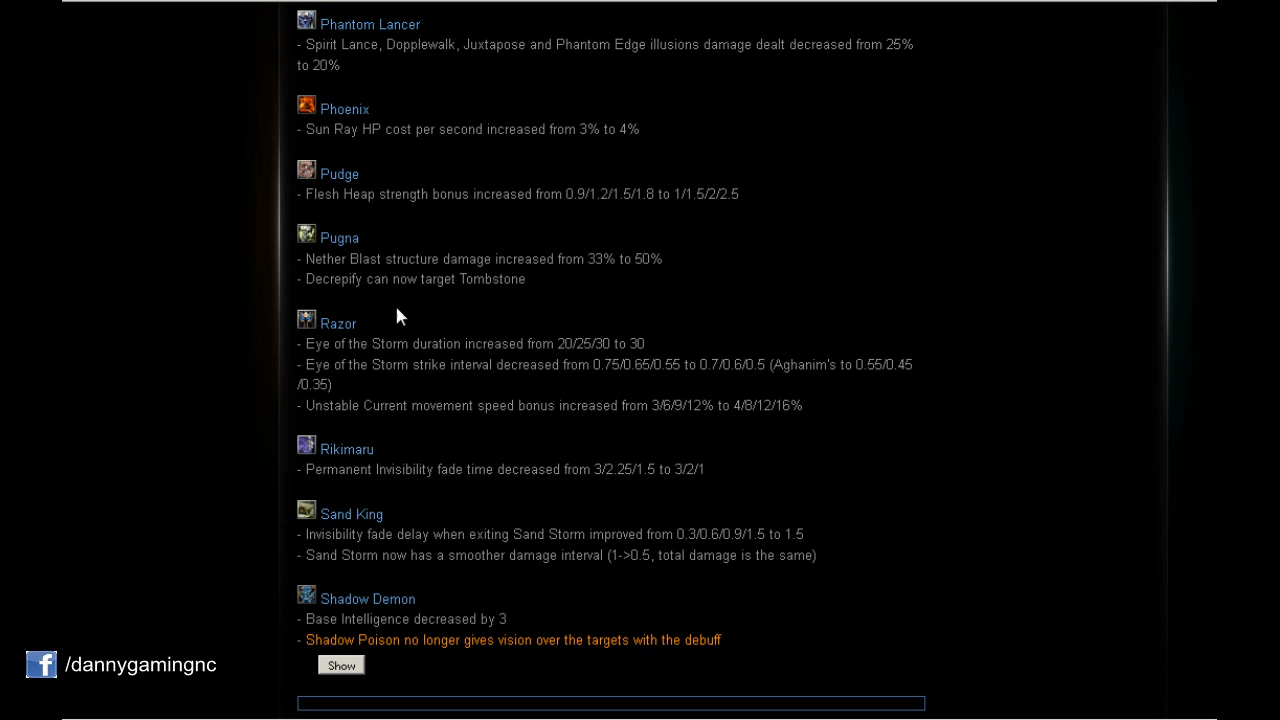 Phantom Lancer
- Spirit Lance, Dopplewalk, Juxtapose and Phantom Edge illusions damage dealt decreased from 25%
to 20%
Phoenix
- Sun Ray HP cost per second increased from 3% to 4%
Pudge
- Flesh Heap strength bonus increased from 0.9/1.2/1.5/1.8 to 1/1.5/2/2.5
Pugna
- Nether Blast structure damage increased from 33% to 50%
- Decrepify can now target Tombstone
Razor
- Eye of the Storm duration increased from 20/25/30 to 30
- Eye of the Storm strike interval decreased from 0.75/0.65/0.55 to 0.7/0.6/0.5 (Aghanim's to 0.55/0.45
/0.35)
- Unstable Current movement speed bonus increased from 3/6/9/12% to 4/8/12/16%
Rikimaru
- Permanent Invisibility fade time decreased from 3/2.25/1.5 to 3/2/1
Sand King
- Invisibility fade delay when exiting Sand Storm improved from 0.3/0.6/0.9/1.5 to 1.5
- Sand Storm now has a smoother damage interval (1->0.5, total damage is the same)
Shadow Demon
- Base Intelligence decreased by 3
- Shadow Poison no longer gives vision over the targets with the debuff
Show
f /dannygamingnc